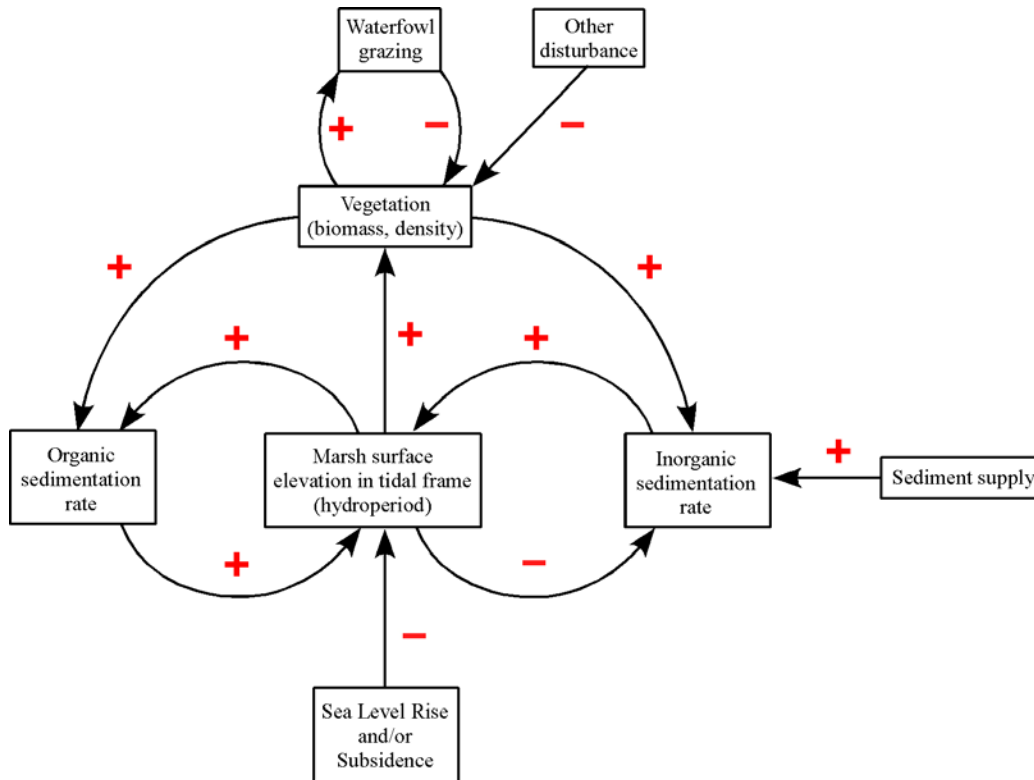 Waterfowl
grazing
Other
disturbance
+
−
−
Vegetation
(biomass, density)
+
+
+
+
+
Organic
sedimentation
rate
Marsh surface
elevation in tidal frame
(hydroperiod)
Inorganic
sedimentation
rate
+
Sediment supply
+
−
−
Sea Level Rise
and/or
Subsidence